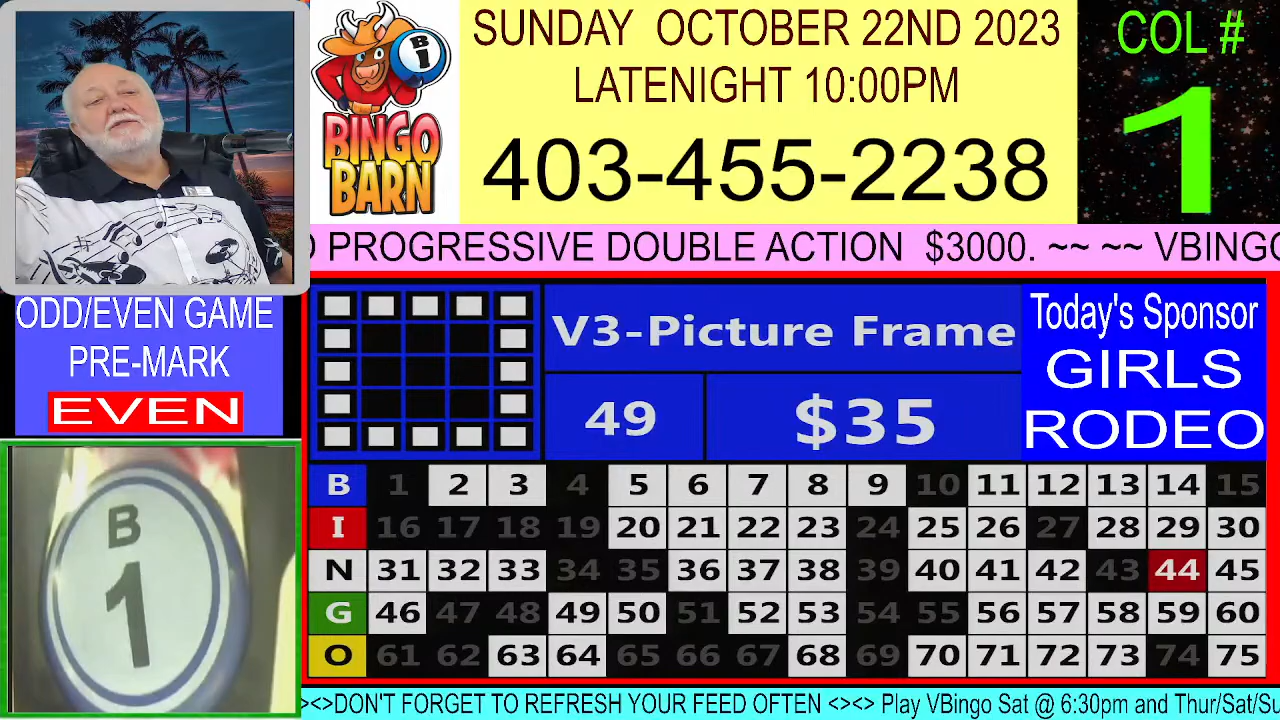 SUNDAY OCTOBER 22ND 2023
LATENIGHT 10:00PM
403-455-2238
BI
BINGO
BARN
COL #
1
PROGRESSIVE DOUBLE ACTION $3000. ~~ ~~ VBINGO
ODD/EVEN GAME
PRE-MARK
EVEN
V3-Picture Frame
49 $35
Today's Sponsor
GIRLS
RODEO
B 1 2 3 4 5 6 7 8 9 10 11 12 13 14 15
I 16 17 18 19 20 21 22 23 24 25 26 27 28 29 30
N 31 32 33 34 35 36 37 38 39 40 41 42 43 44 45
G 46 47 48 49 50 51 52 53 54 55 56 57 58 59 60
O 61 62 63 64 65 66 67 68 69 70 71 72 73 74 75
B
1
><>DON'T FORGET TO REFRESH YOUR FEED OFTEN <><> Play VBingo Sat @ 6:30pm and Thur/Sat/Su